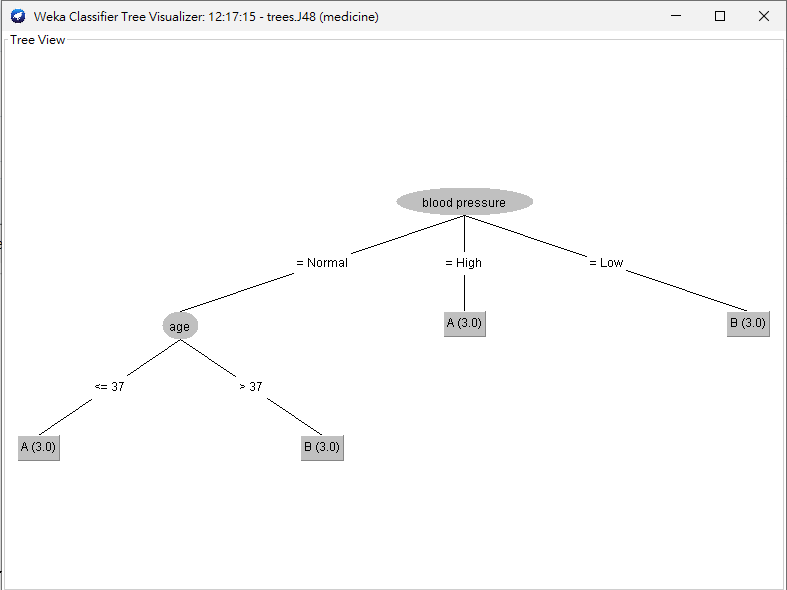 Weka Classifier Tree Visualizer: 12:17:15 - trees.J48 (medicine)
Tree View
blood pressure
= Normal
= High
= Low
age
A (3.0)
B (3.0)
<= 37
> 37
A (3.0)
B (3.0)